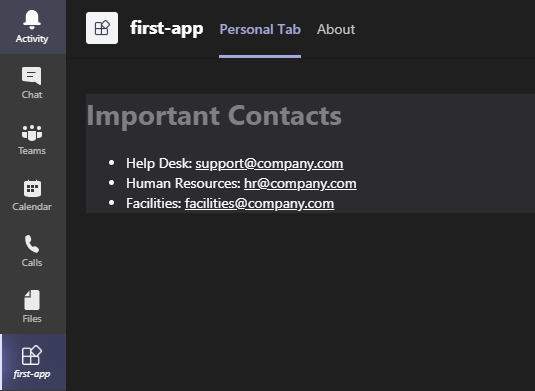 Activity
Chat
Teams
Calendar
Calls
Files
first-app
first-app Personal Tab About
Important Contacts
• Help Desk: support@company.com
• Human Resources: hr@company.com
• Facilities: facilities@company.com